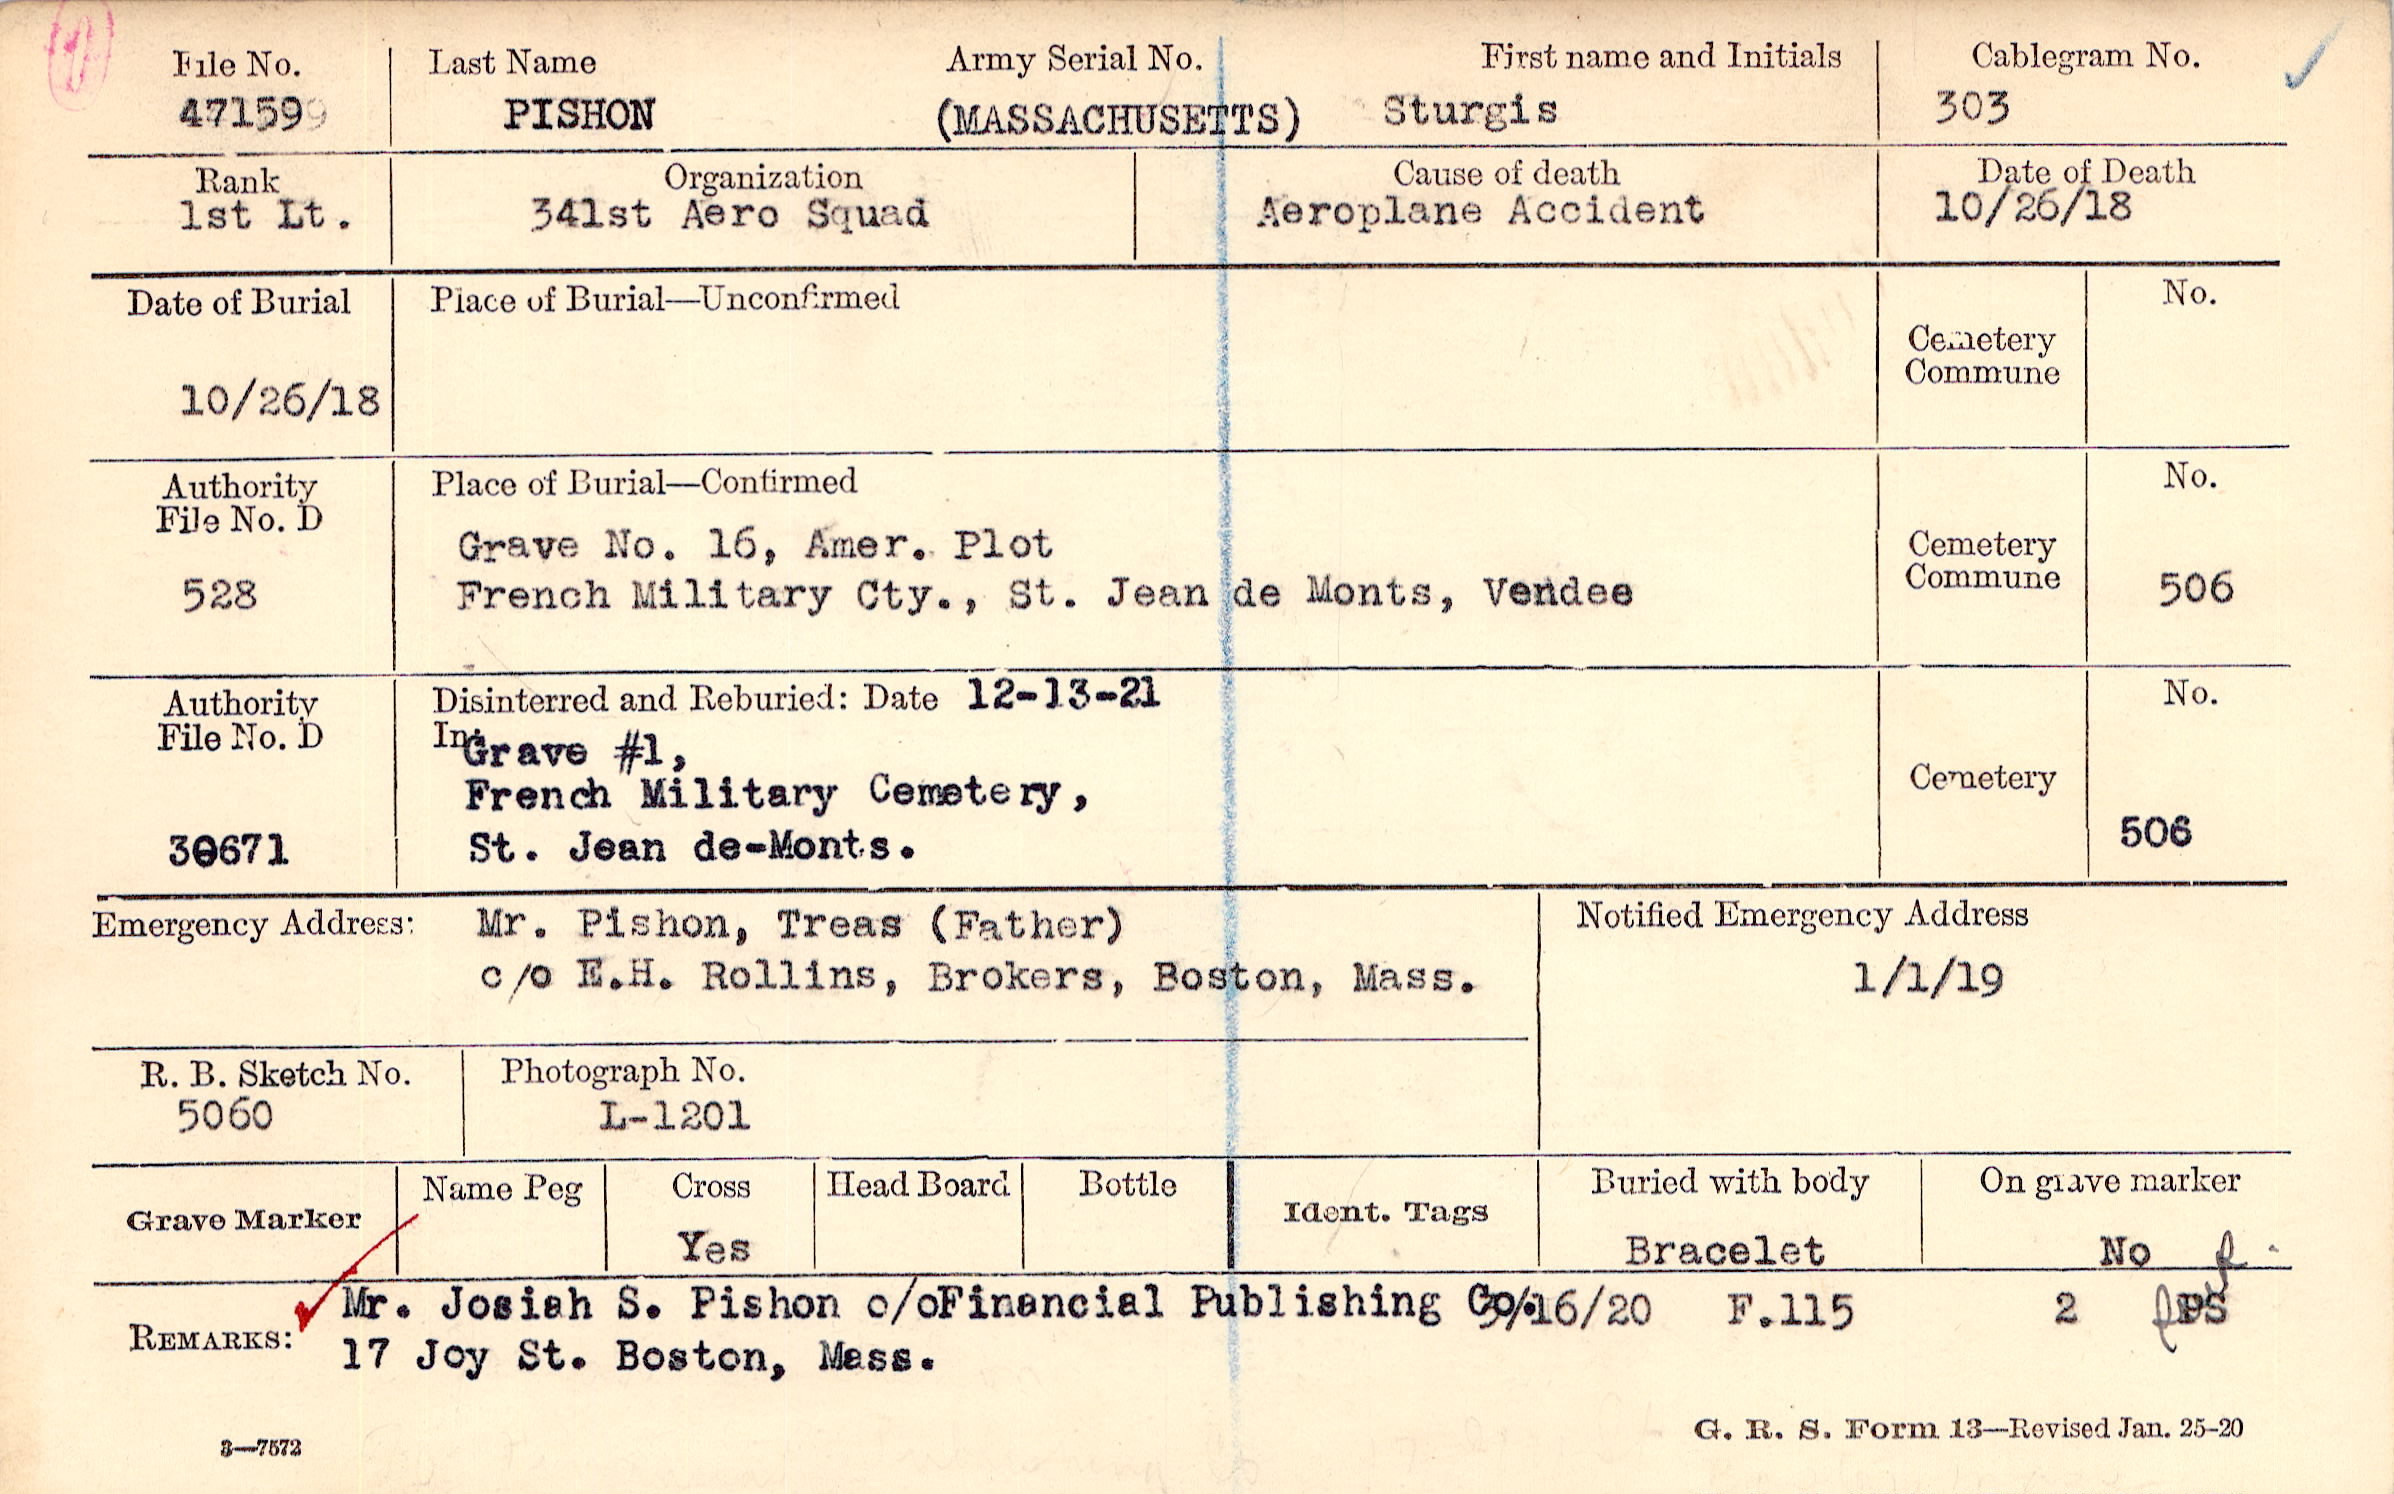 File No. Last Name Army Serial No. First name and Initials Cablegram No.
471599 PISHON (MASSACHUSETTS) Sturgis 303
Rank Organization Cause of death Date of Death
1st Lt. 341st Aero Squad Aeroplane Accident 10/26/18
Date of Burial Place of Burial—Unconfirmed No.
Cemetery
Commune
10/26/18
Authority Place of Burial—Confirmed No.
File No. D
Grave No. 16, Amer. Plot Cemetery
528 French Military Cty., St. Jean de Monts, Vendee Commune 506
Authority Disinterred and Reburied: Date 12-13-21 No.
File No. D In: Grave #1,
French Military Cemetery, Cemetery
30671 St. Jean de-Monts. 506
Emergency Address: Mr. Pishon, Treas (Father) Notified Emergency Address
c/o E.H. Rollins, Brokers, Boston, Mass. 1/1/19
R. B. Sketch No. Photograph No.
5060 L-1201
Grave Marker Name Peg Cross Head Board Bottle Ident. Tags Buried with body On grave marker
Yes Bracelet No
REMARKS: Mr. Josiah S. Pishon c/oFinancial Publishing Co. /16/20 F.115 2 PS
17 Joy St. Boston, Mass.
3—7572 G. R. S. Form 13—Revised Jan. 25-20